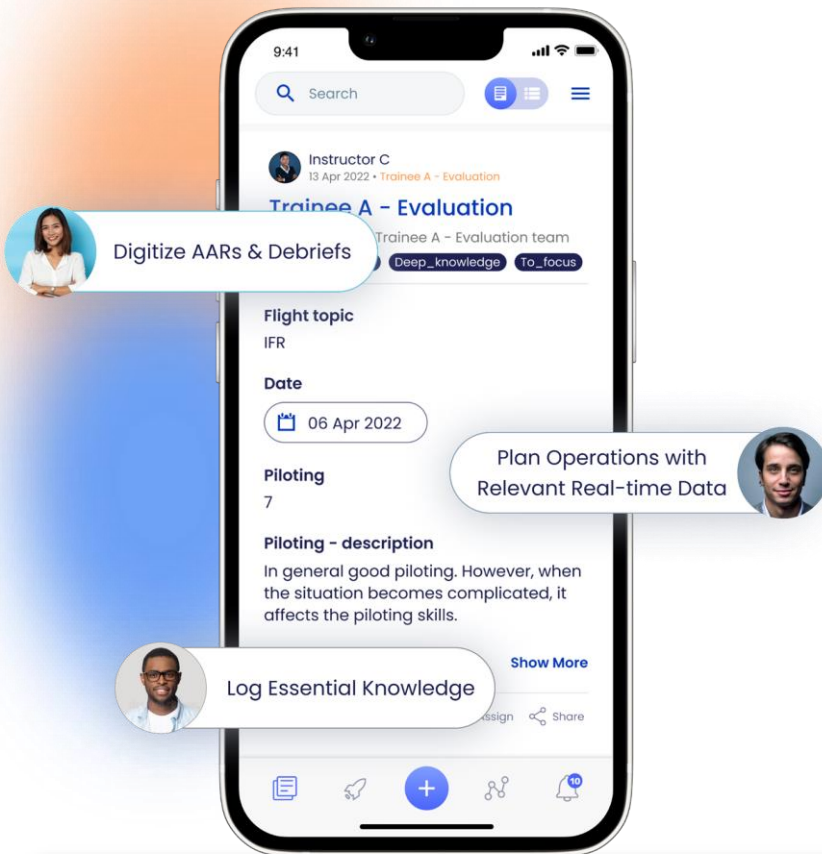 9:41
Search
Instructor C
13 Apr 2022 • Trainee A - Evaluation
Trainee A - Evaluation
Trainee A - Evaluation team
Digitize AARs & Debriefs
Deep_knowledge To_focus
Flight topic
IFR
Date
06 Apr 2022
Plan Operations with
Relevant Real-time Data
Piloting
7
Piloting - description
In general good piloting. However, when
the situation becomes complicated, it
affects the piloting skills.
Show More
Log Essential Knowledge
Share
10